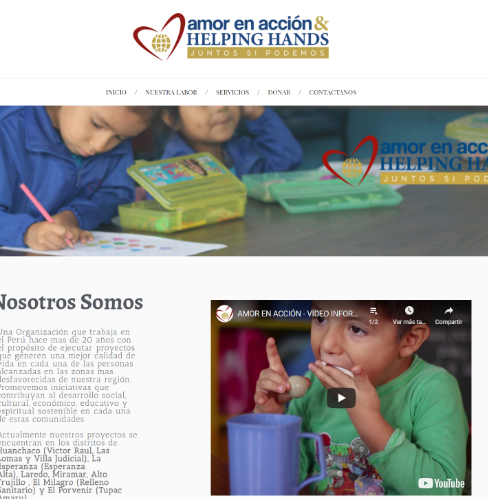 amor en acción&
HELPING HANDS
JUNTOS SI PODEMOS
INICIO / NUESTRA LABOR / SERVICIOS / DONAR / CONTACTANOS
amor en acc
HELPING HA
JUNTOS SI POD
Nosotros Somos
Una Organización que trabaja en
el Perú hace mas de 20 años con
el propósito de ejecutar proyectos
que generen una mejor calidad de
vida en cada una de las personas
alcanzadas en las zonas mas
desfavorecidas de nuestra región.
Promovemos iniciativas que
contribuyan al desarrollo social,
cultural, económico, educativo y
espiritual sostenible en cada una
de estas comunidades.
Actualmente nuestros proyectos se
encuentran en los distritos de:
Huanchaco (Victor Raul, Las
Lomas y Villa Judicial), La
Esperanza (Esperanza
Alta), Laredo, Miramar, Alto
Trujillo , El Milagro (Relleno
Sanitario) y El Porvenir (Tupac
Amaru)
AMOR EN ACCIÓN - VÍDEO INFOR...
1/2
Ver más ta...
Compartir
YouTube